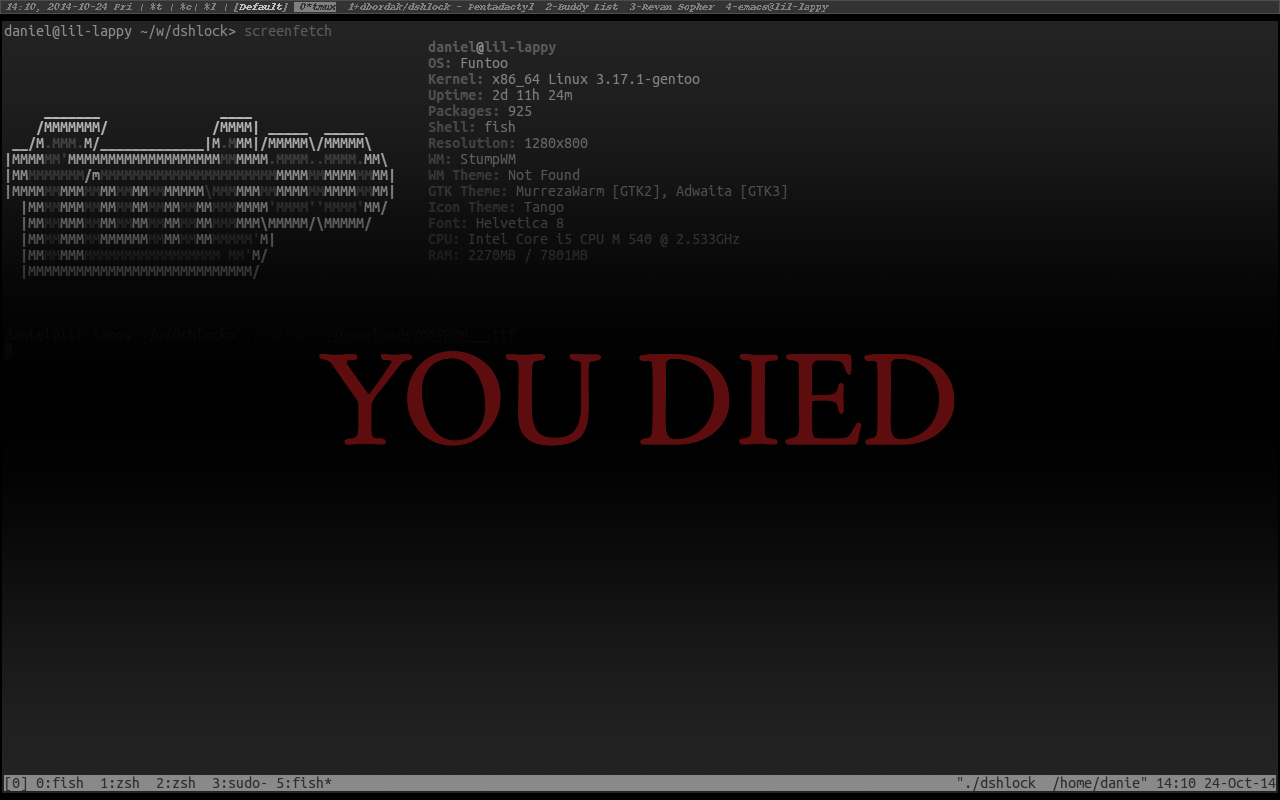 14:10, 2014-10-24 Fri | %t | %c| %l | [Default] 0*tmux 1+dbordak/dshlock - Pentadactyl 2-Buddy List 3-Revan Sopher 4-emacs@lil-lappy
daniel@lil-lappy ~/w/dshlock> screenfetch
daniel@lil-lappy
OS: Funtoo
Kernel: x86_64 Linux 3.17.1-gentoo
Uptime: 2d 11h 24m
Packages: 925
Shell: fish
Resolution: 1280x800
WM: StumpWM
WM Theme: Not Found
GTK Theme: MurrezaWarm [GTK2], Adwaita [GTK3]
Icon Theme: Tango
Font: Helvetica 8
CPU: Intel Core i5 CPU M 540 @ 2.533GHz
RAM: 2270MB / 7801MB
daniel@lil-lappy ~/w/dshlock>
YOU DIED
[0] 0:fish 1:zsh 2:zsh 3:sudo- 5:fish* "./dshlock /home/danie" 14:10 24-Oct-14